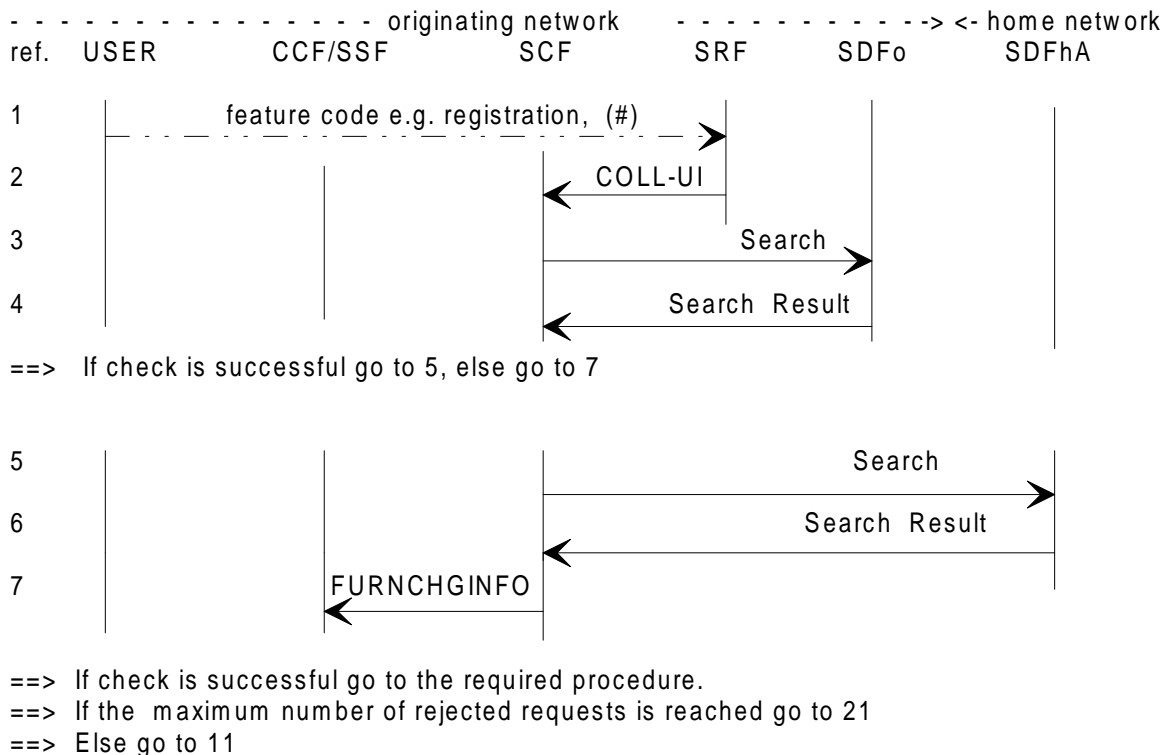 - - - - - - - - - - - - - - - - originating network - - - - - - - - - - - -> <- home network
ref. USER CCF/SSF SCF SRF SDFo SDFhA
1 feature code e.g. registration, (#)
2 COLL-UI
3 Search
4 Search Result
==> If check is successful go to 5, else go to 7
5 Search
6 Search Result
7 FURNCHGINFO
==> If check is successful go to the required procedure.
==> If the maximum number of rejected requests is reached go to 21
==> Else go to 11